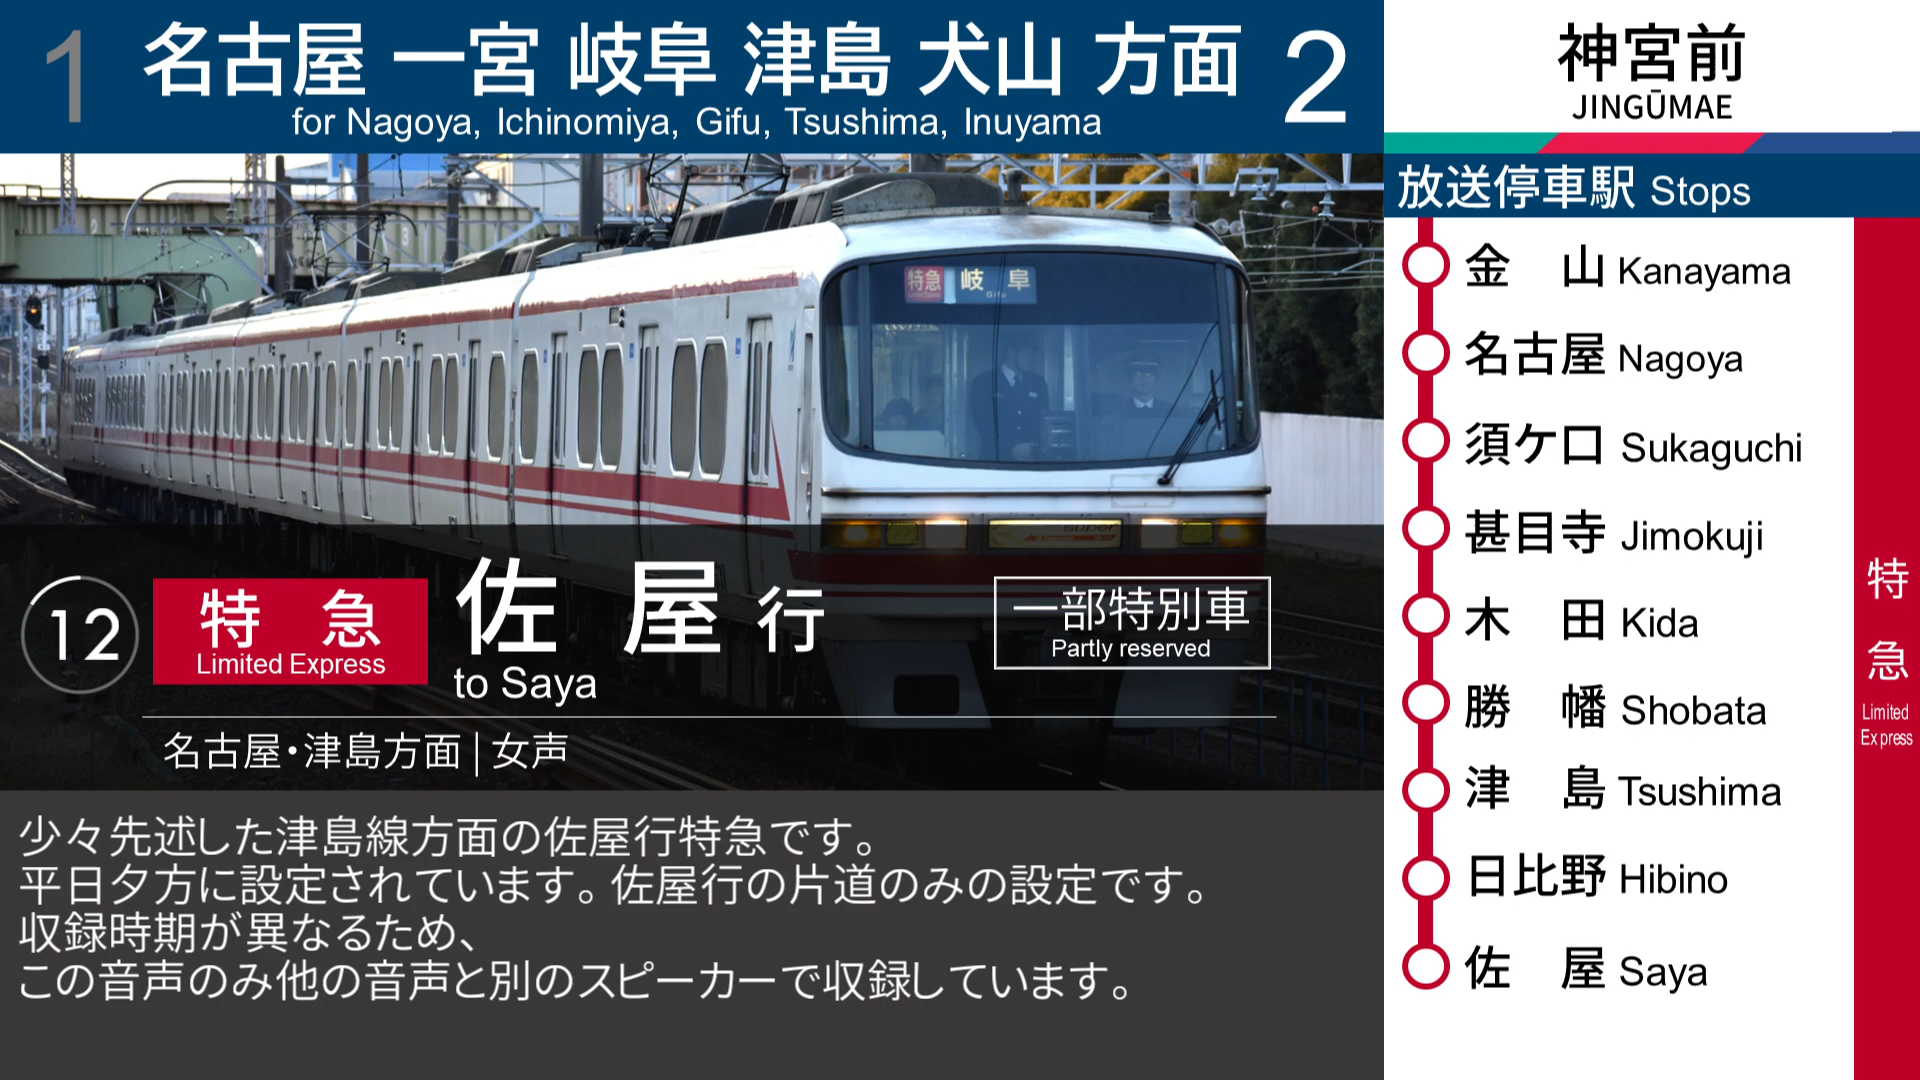 1
名古屋 一宮 岐阜 津島 犬山 方面
for Nagoya, Ichinomiya, Gifu, Tsushima, Inuyama
2
神宮前
JINGŪMAE
放送停車駅 Stops
金 山 Kanayama
名古屋 Nagoya
須ケ口 Sukaguchi
甚目寺 Jimokuji
木 田 Kida
勝 幡 Shobata
津 島 Tsushima
日比野 Hibino
佐 屋 Saya
特急
Limited
Express
特急 岐 阜
Gifu
super
12
特 急
Limited Express
佐 屋 行
to Saya
一部特別車
Partly reserved
名古屋・津島方面 | 女声
少々先述した津島線方面の佐屋行特急です。
平日夕方に設定されています。佐屋行の片道のみの設定です。
収録時期が異なるため、
この音声のみ他の音声と別のスピーカーで収録しています。